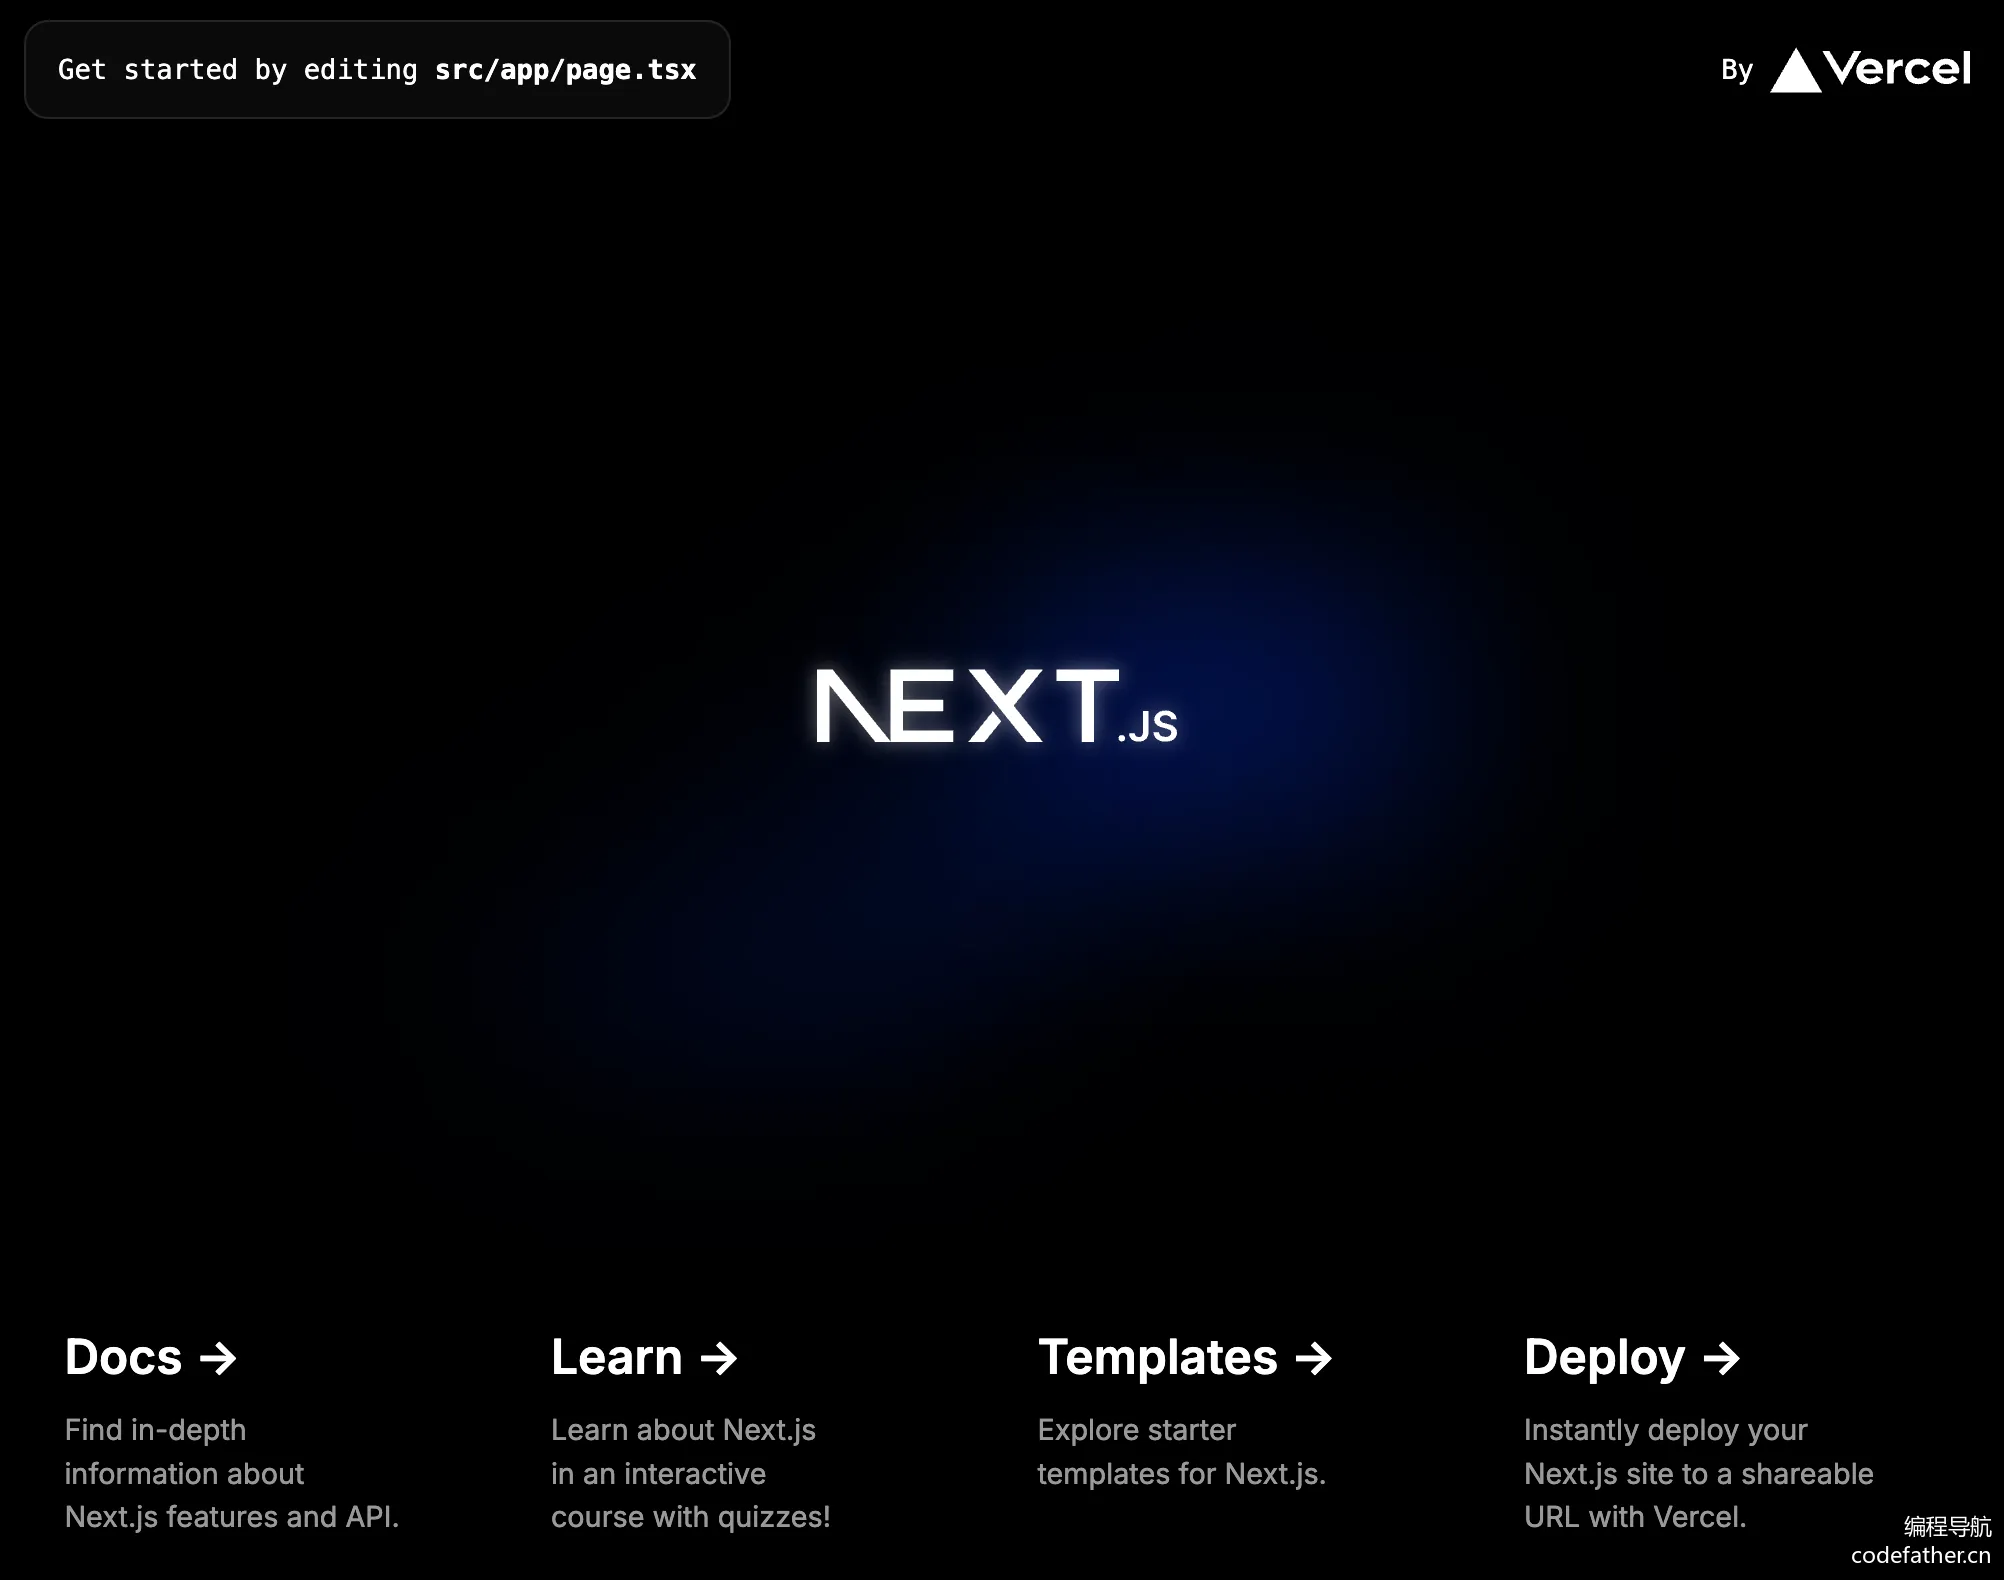 Get started by editing src/app/page.tsx
By Vercel
NEXT.JS
Docs →
Find in-depth
information about
Next.js features and API.
Learn →
Learn about Next.js
in an interactive
course with quizzes!
Templates →
Explore starter
templates for Next.js.
Deploy →
Instantly deploy your
Next.js site to a shareable
URL with Vercel.
编程导航
codefather.cn